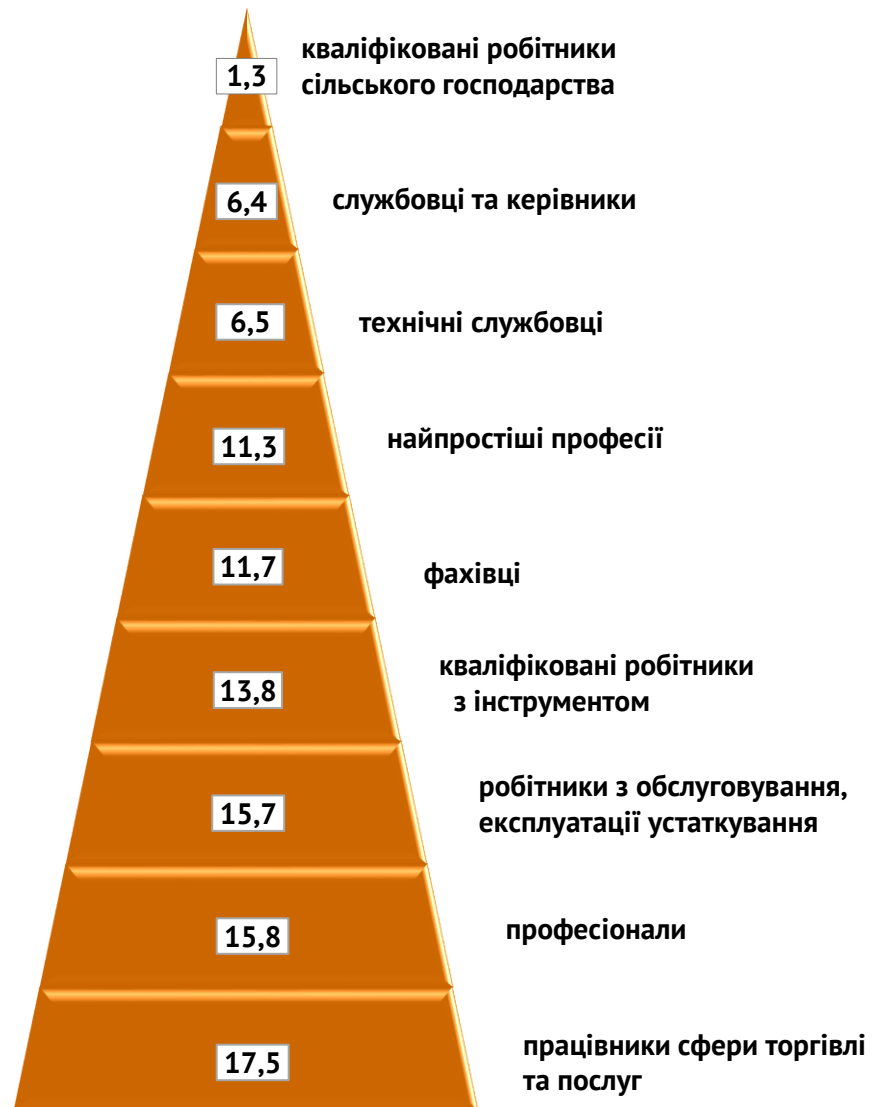 кваліфіковані робітники
1,3
сільського господарства
6,4
службовці та керівники
6,5
технічні службовці
11,3
найпростіші професії
11,7
фахівці
13,8
кваліфіковані робітники
з інструментом
15,7
робітники з обслуговування,
експлуатації устаткування
15,8
професіонали
17,5
працівники сфери торгівлі
та послуг